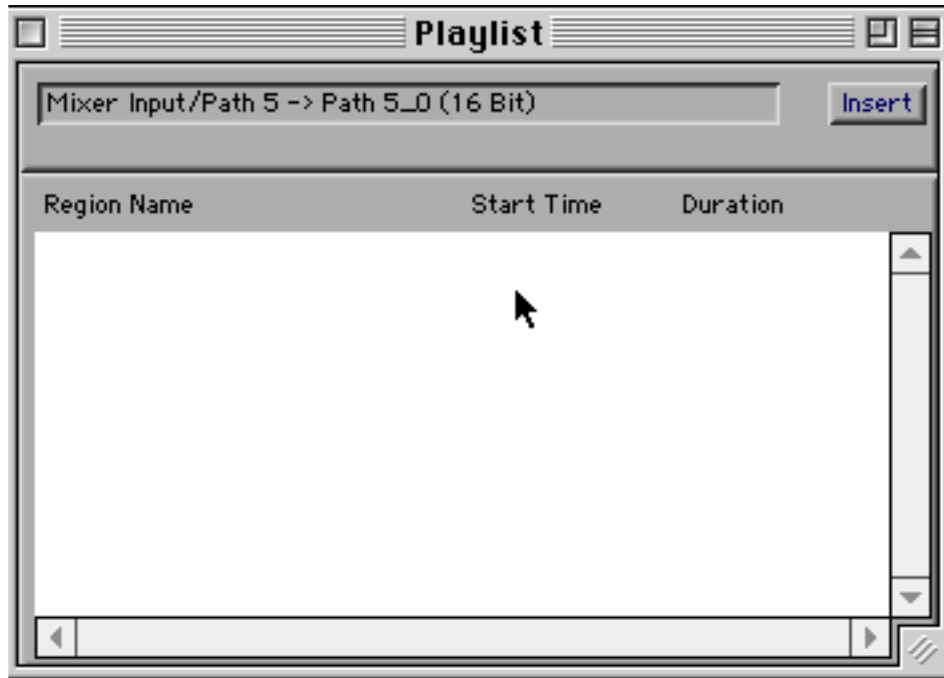 Playlist
Mixer Input/Path 5 -> Path 5_0 (16 Bit)
Insert
Region Name Start Time Duration